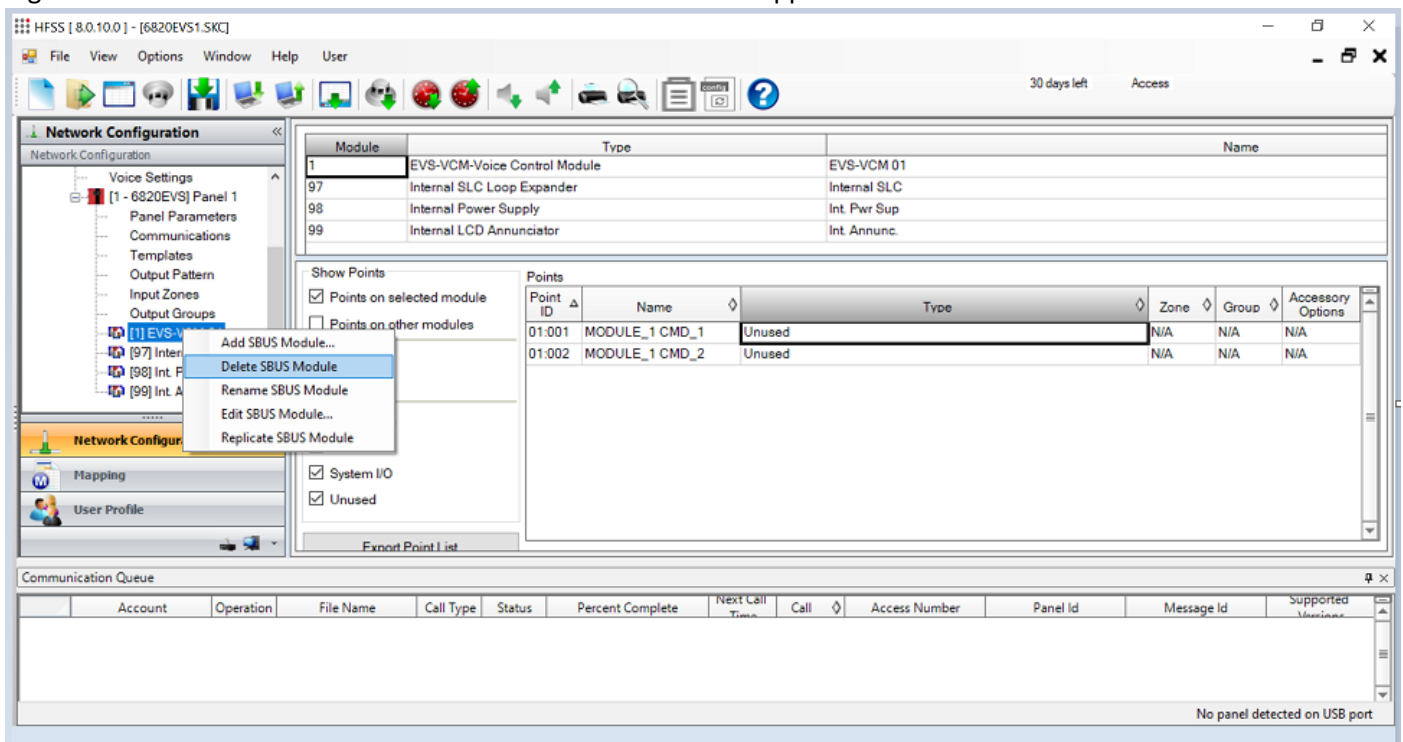 HFSS [ 8.0.10.0 ] - [6820EVS1.SKC]
File View Options Window Help User
30 days left Access
config
Network Configuration
Network Configuration
Voice Settings
[1 - 6820EVS] Panel 1
Panel Parameters
Communications
Templates
Output Pattern
Input Zones
Output Groups
[1] EVS-V
[97] Inter
[98] Int. P
[99] Int. A
Add SBUS Module...
Delete SBUS Module
Rename SBUS Module
Edit SBUS Module...
Replicate SBUS Module
Network Configur
Mapping
User Profile
Module Type Name
1 EVS-VCM-Voice Control Module EVS-VCM 01
97 Internal SLC Loop Expander Internal SLC
98 Internal Power Supply Int. Pwr Sup
99 Internal LCD Annunciator Int. Annunc.
Show Points
Points on selected module
Points on other modules
System I/O
Unused
Export Point List
Points
Point ID Name Type Zone Group Accessory Options
01:001 MODULE_1 CMD_1 Unused N/A N/A N/A
01:002 MODULE_1 CMD_2 Unused N/A N/A N/A
Communication Queue
Account Operation File Name Call Type Status Percent Complete Next Call Time Call Access Number Panel Id Message Id Supported Versions
No panel detected on USB port